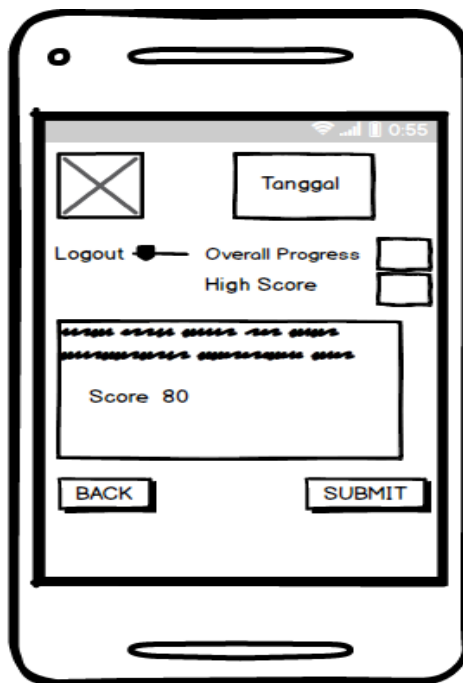 0:55
Tanggal
Logout
Overall Progress
High Score
Score 80
BACK
SUBMIT